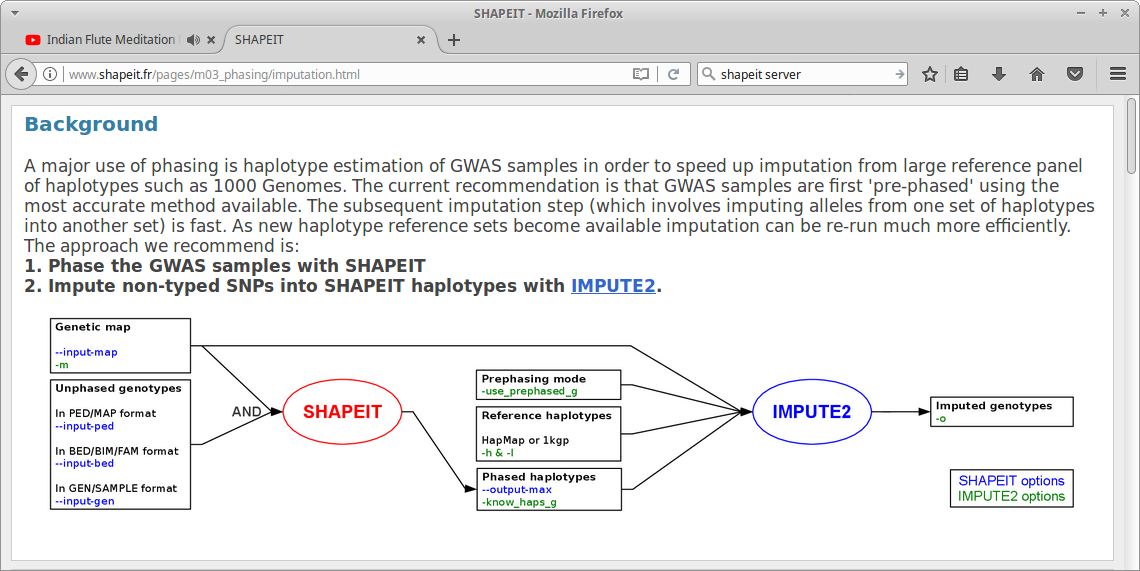 SHAPEIT - Mozilla Firefox
Indian Flute Meditation
SHAPEIT
www.shapeit.fr/pages/m03_phasing/imputation.html
shapeit server
Background
A major use of phasing is haplotype estimation of GWAS samples in order to speed up imputation from large reference panel
of haplotypes such as 1000 Genomes. The current recommendation is that GWAS samples are first 'pre-phased' using the
most accurate method available. The subsequent imputation step (which involves imputing alleles from one set of haplotypes
into another set) is fast. As new haplotype reference sets become available imputation can be re-run much more efficiently.
The approach we recommend is:
1. Phase the GWAS samples with SHAPEIT
2. Impute non-typed SNPs into SHAPEIT haplotypes with IMPUTE2.
Genetic map
--input-map
-m
Unphased genotypes
In PED/MAP format
--input-ped
In BED/BIM/FAM format
--input-bed
In GEN/SAMPLE format
--input-gen
AND
SHAPEIT
Prephasing mode
-use_prephased_g
Reference haplotypes
HapMap or 1kgp
-h & -l
Phased haplotypes
--output-max
-know_haps_g
IMPUTE2
Imputed genotypes
-o
SHAPEIT options
IMPUTE2 options